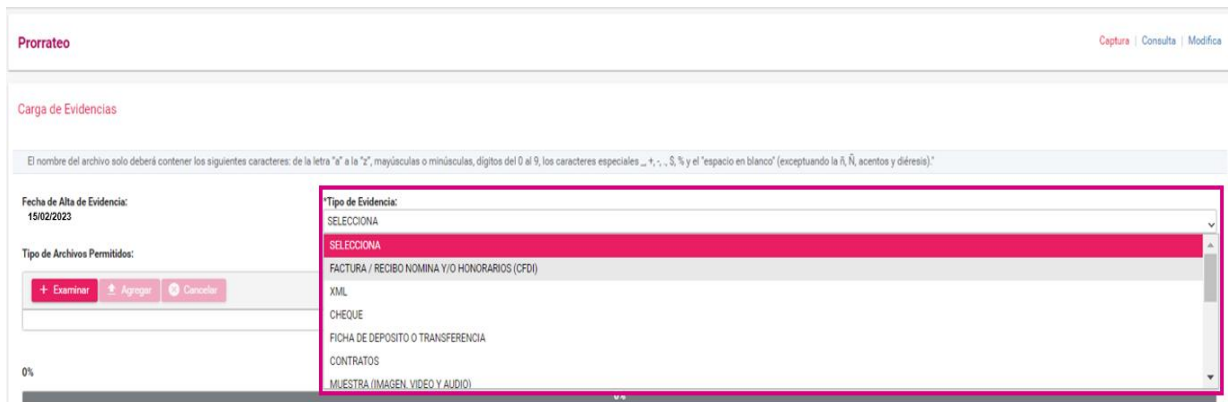 Prorrateo
Captura | Consulta | Modifica
Carga de Evidencias
El nombre del archivo solo deberá contener los siguientes caracteres: de la letra "a" a la "z", mayúsculas o minúsculas, dígitos del 0 al 9, los caracteres especiales _, +, -, ., $, % y el "espacio en blanco" (exceptuando la ñ, Ñ, acentos y diéresis)."
Fecha de Alta de Evidencia:
15/02/2023
*Tipo de Evidencia:
SELECCIONA
SELECCIONA
FACTURA / RECIBO NOMINA Y/O HONORARIOS (CFDI)
XML
CHEQUE
FICHA DE DEPOSITO O TRANSFERENCIA
CONTRATOS
MUESTRA (IMAGEN, VIDEO Y AUDIO)
Tipo de Archivos Permitidos:
+ Examinar Agregar Cancelar
0%
0%